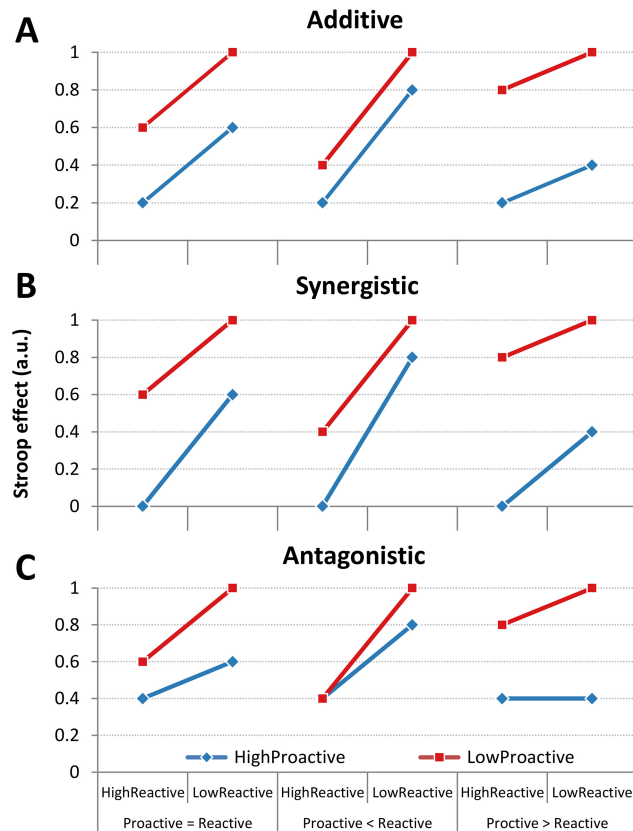 A
Additive
1
0.8
0.6
0.4
0.2
0
B
Synergistic
1
0.8
0.6
0.4
0.2
0
Stroop effect (a.u.)
C
Antagonistic
1
0.8
0.6
0.4
0.2
0
HighProactive LowProactive
HighReactive LowReactive HighReactive LowReactive HighReactive LowReactive
Proactive = Reactive Proactive < Reactive Proctive > Reactive